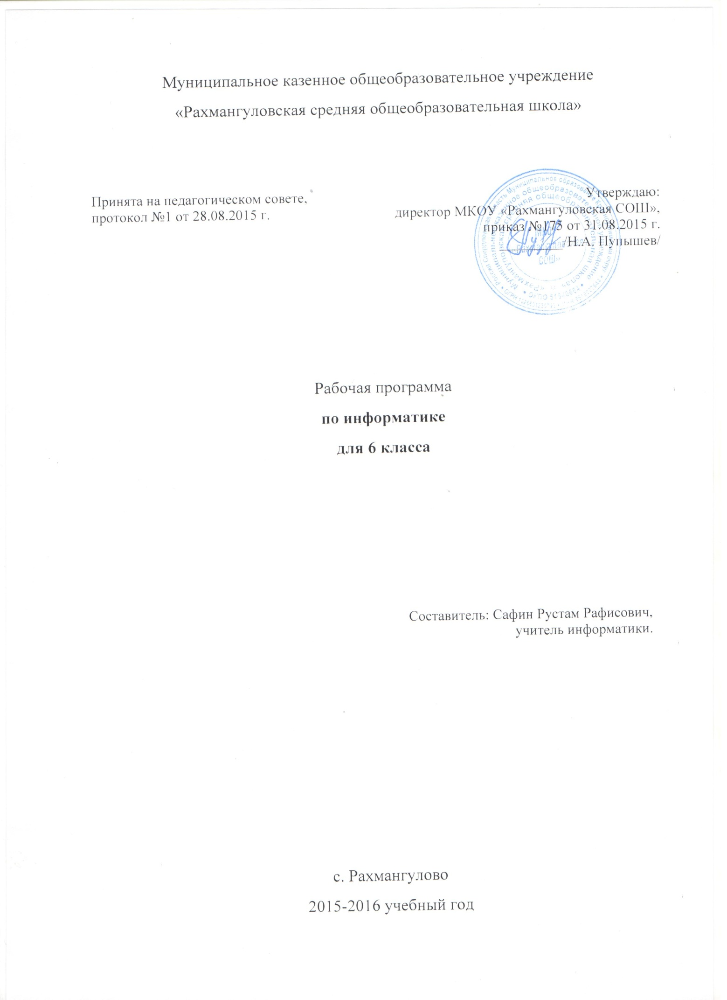 Муниципальное казенное общеобразовательное учреждение
«Рахмангуловская средняя общеобразовательная школа»
Принята на педагогическом совете,
протокол №1 от 28.08.2015 г.
Утверждаю:
директор МКОУ «Рахмангуловская СОШ»,
приказ №175 от 31.08.2015 г.
/Н.А. Пупышев/
СОШ»
Рабочая программа
по информатике
для 6 класса
Составитель: Сафин Рустам Рафисович,
учитель информатики.
с. Рахмангулово
2015-2016 учебный год